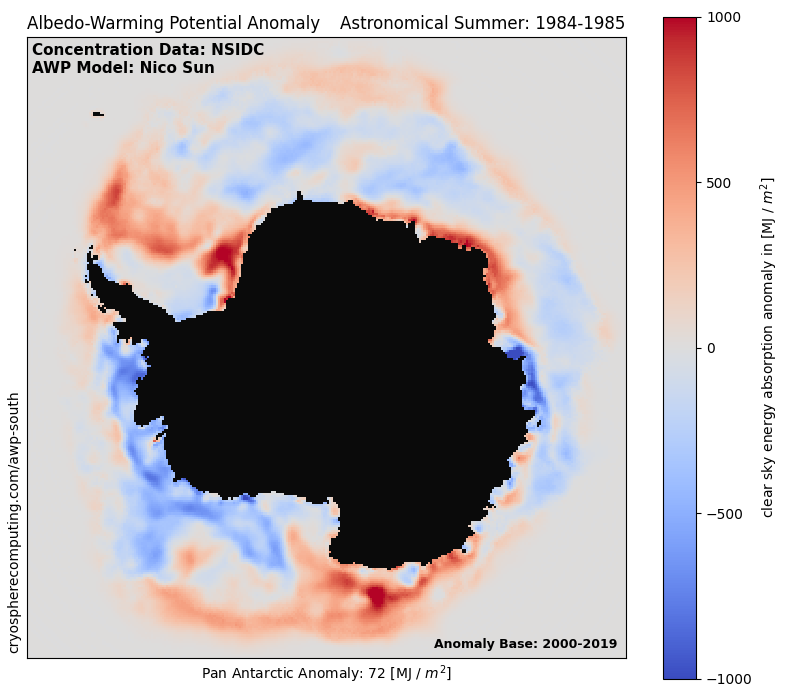 Albedo-Warming Potential Anomaly    Astronomical Summer: 1984-1985
Concentration Data: NSIDC
AWP Model: Nico Sun
cryospherecomputing.com/awp-south
Anomaly Base: 2000-2019
Pan Antarctic Anomaly: 72 [MJ / m²]
1000
500
0
−500
−1000
clear sky energy absorption anomaly in [MJ / m²]